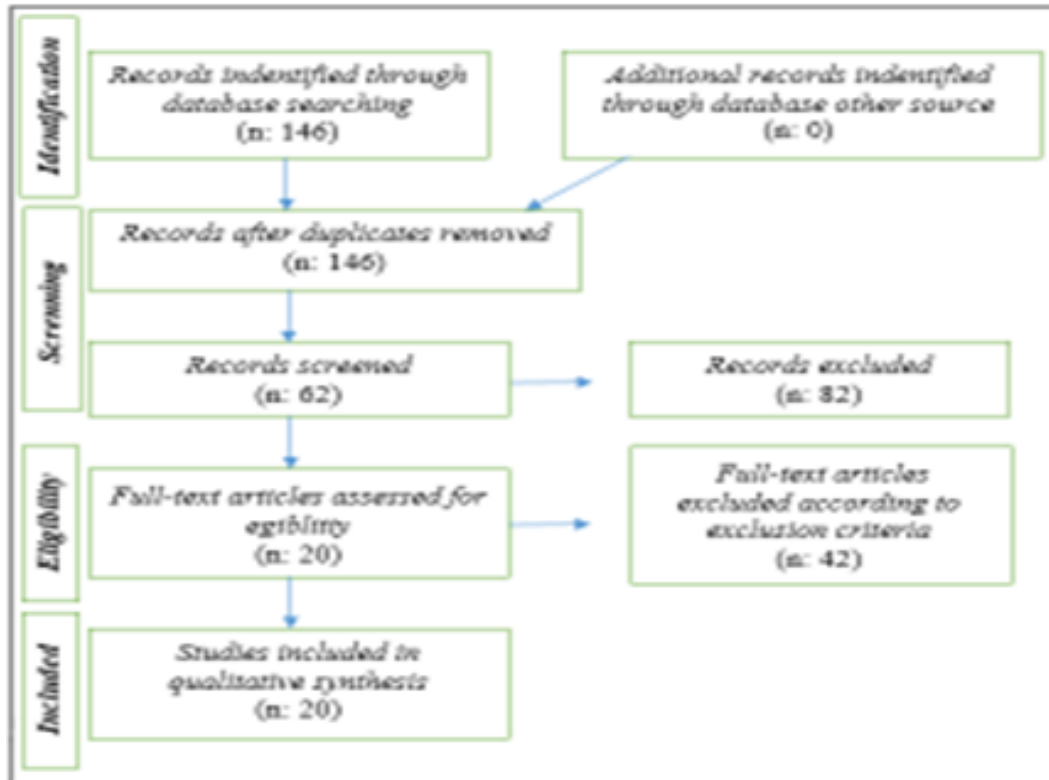 Identification
Records indentified through
database searching
(n: 146)
Additional records indentified
through database other source
(n: 0)
Screnning
Records after duplicates removed
(n: 146)
Records screened
(n: 62)
Records excluded
(n: 82)
Eligibility
Full-text articles assessed for
egiblity
(n: 20)
Full-text articles
excluded according to
exclusion criteria
(n: 42)
Included
Studies included in
qualitative synthesis
(n: 20)